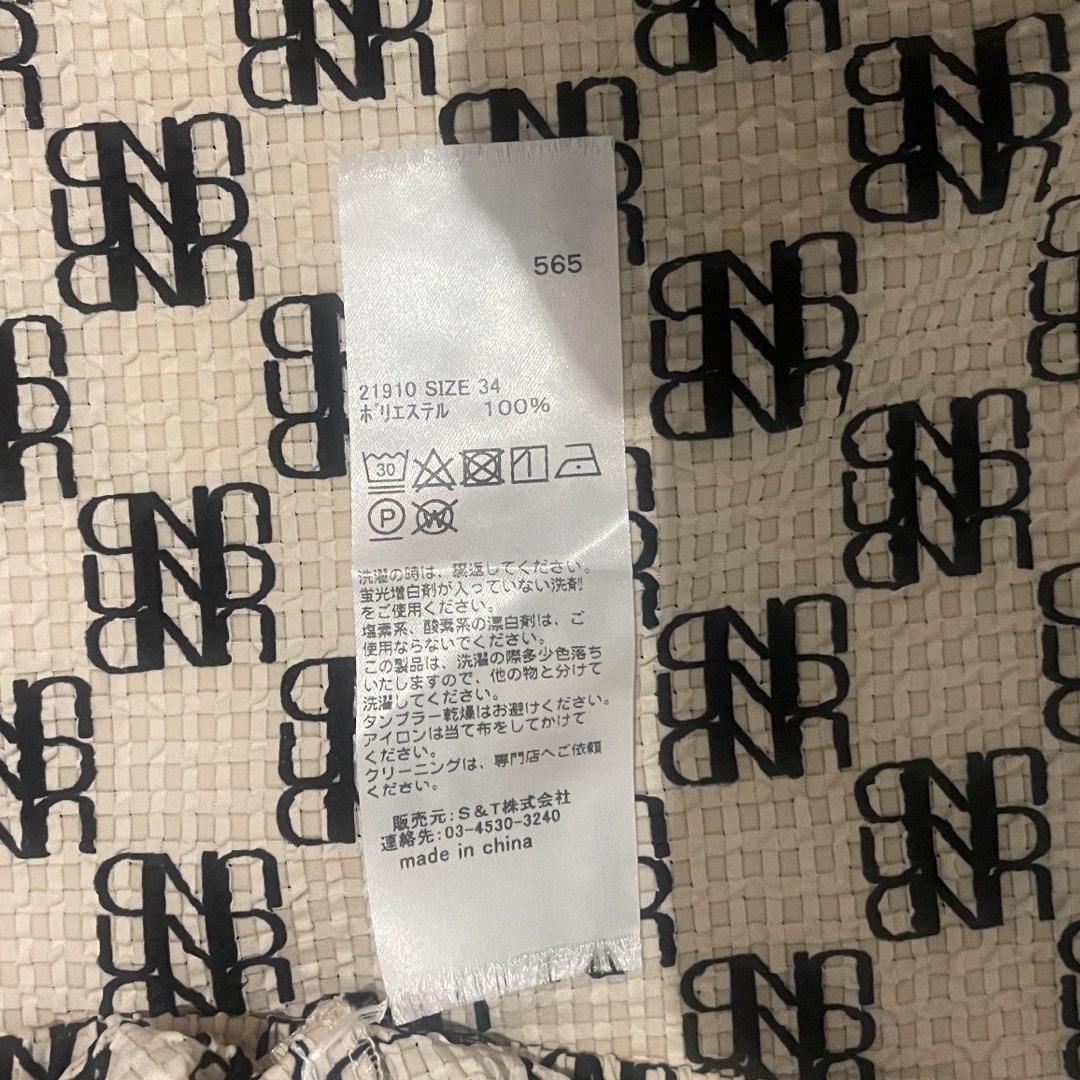 565
21910 SIZE 34
ポリエステル 100%
30
P
W
洗濯の時は、裏返してください。
蛍光増白剤が入っていない洗剤
をご使用ください。
塩素系、酸素系の漂白剤は、ご
使用ならないでください。
この製品は、洗濯の際多少色落ち
いたしますので、他の物と分けて
洗濯してください。
タンブラー乾燥はお避けください。
アイロンは当て布をしてかけて
ください。
クリーニングは、専門店へご依頼
ください。
販売元:S&T株式会社
連絡先:03-4530-3240
made in china